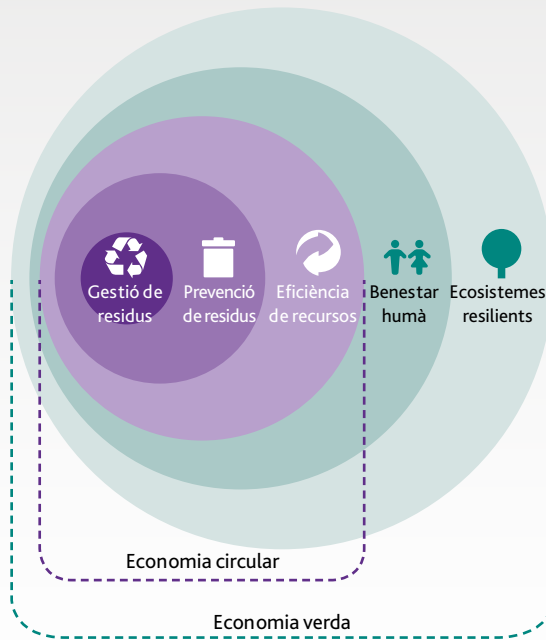 Gestió de
residus
Prevenció
de residus
Eficiència
de recursos
Benestar
humà
Ecosistemes
resilients
Economia circular
Economia verda